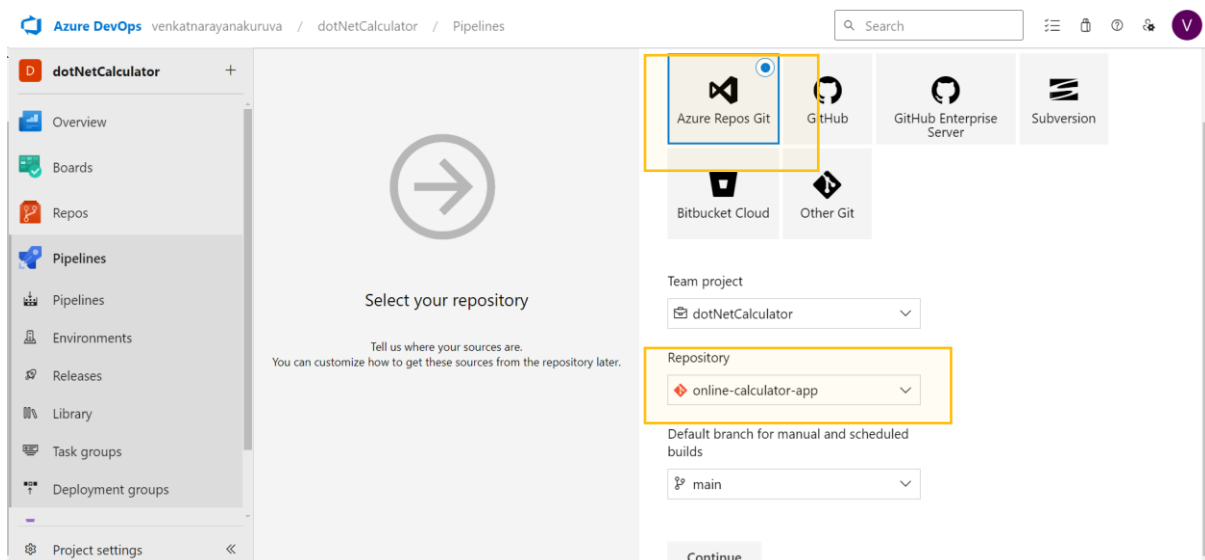 Azure DevOps venkatnarayanakuruva / dotNetCalculator / Pipelines
Search
V
D dotNetCalculator +
Overview
Boards
Repos
Pipelines
Pipelines
Environments
Releases
Library
Task groups
Deployment groups
Project settings
Select your repository
Tell us where your sources are.
You can customize how to get these sources from the repository later.
Azure Repos Git
GitHub
GitHub Enterprise
Server
Subversion
Bitbucket Cloud
Other Git
Team project
dotNetCalculator
Repository
online-calculator-app
Default branch for manual and scheduled
builds
main
Continue